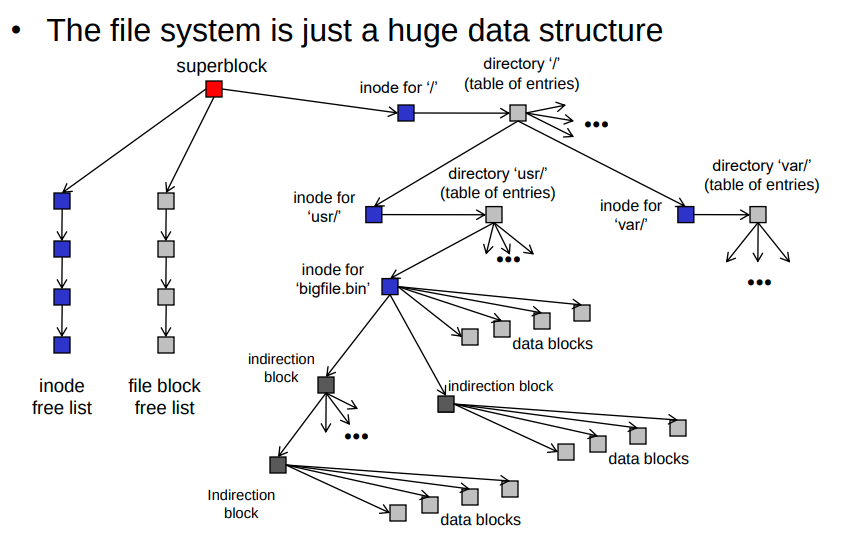 • The file system is just a huge data structure
superblock
inode for ‘/’
directory ‘/’
(table of entries)
•••
directory ‘usr/’
(table of entries)
directory ‘var/’
(table of entries)
inode for
‘usr/’
inode for
‘var/’
•••
•••
inode for
‘bigfile.bin’
data blocks
indirection
block
indirection block
inode
free list
file block
free list
•••
data blocks
Indirection
block
data blocks